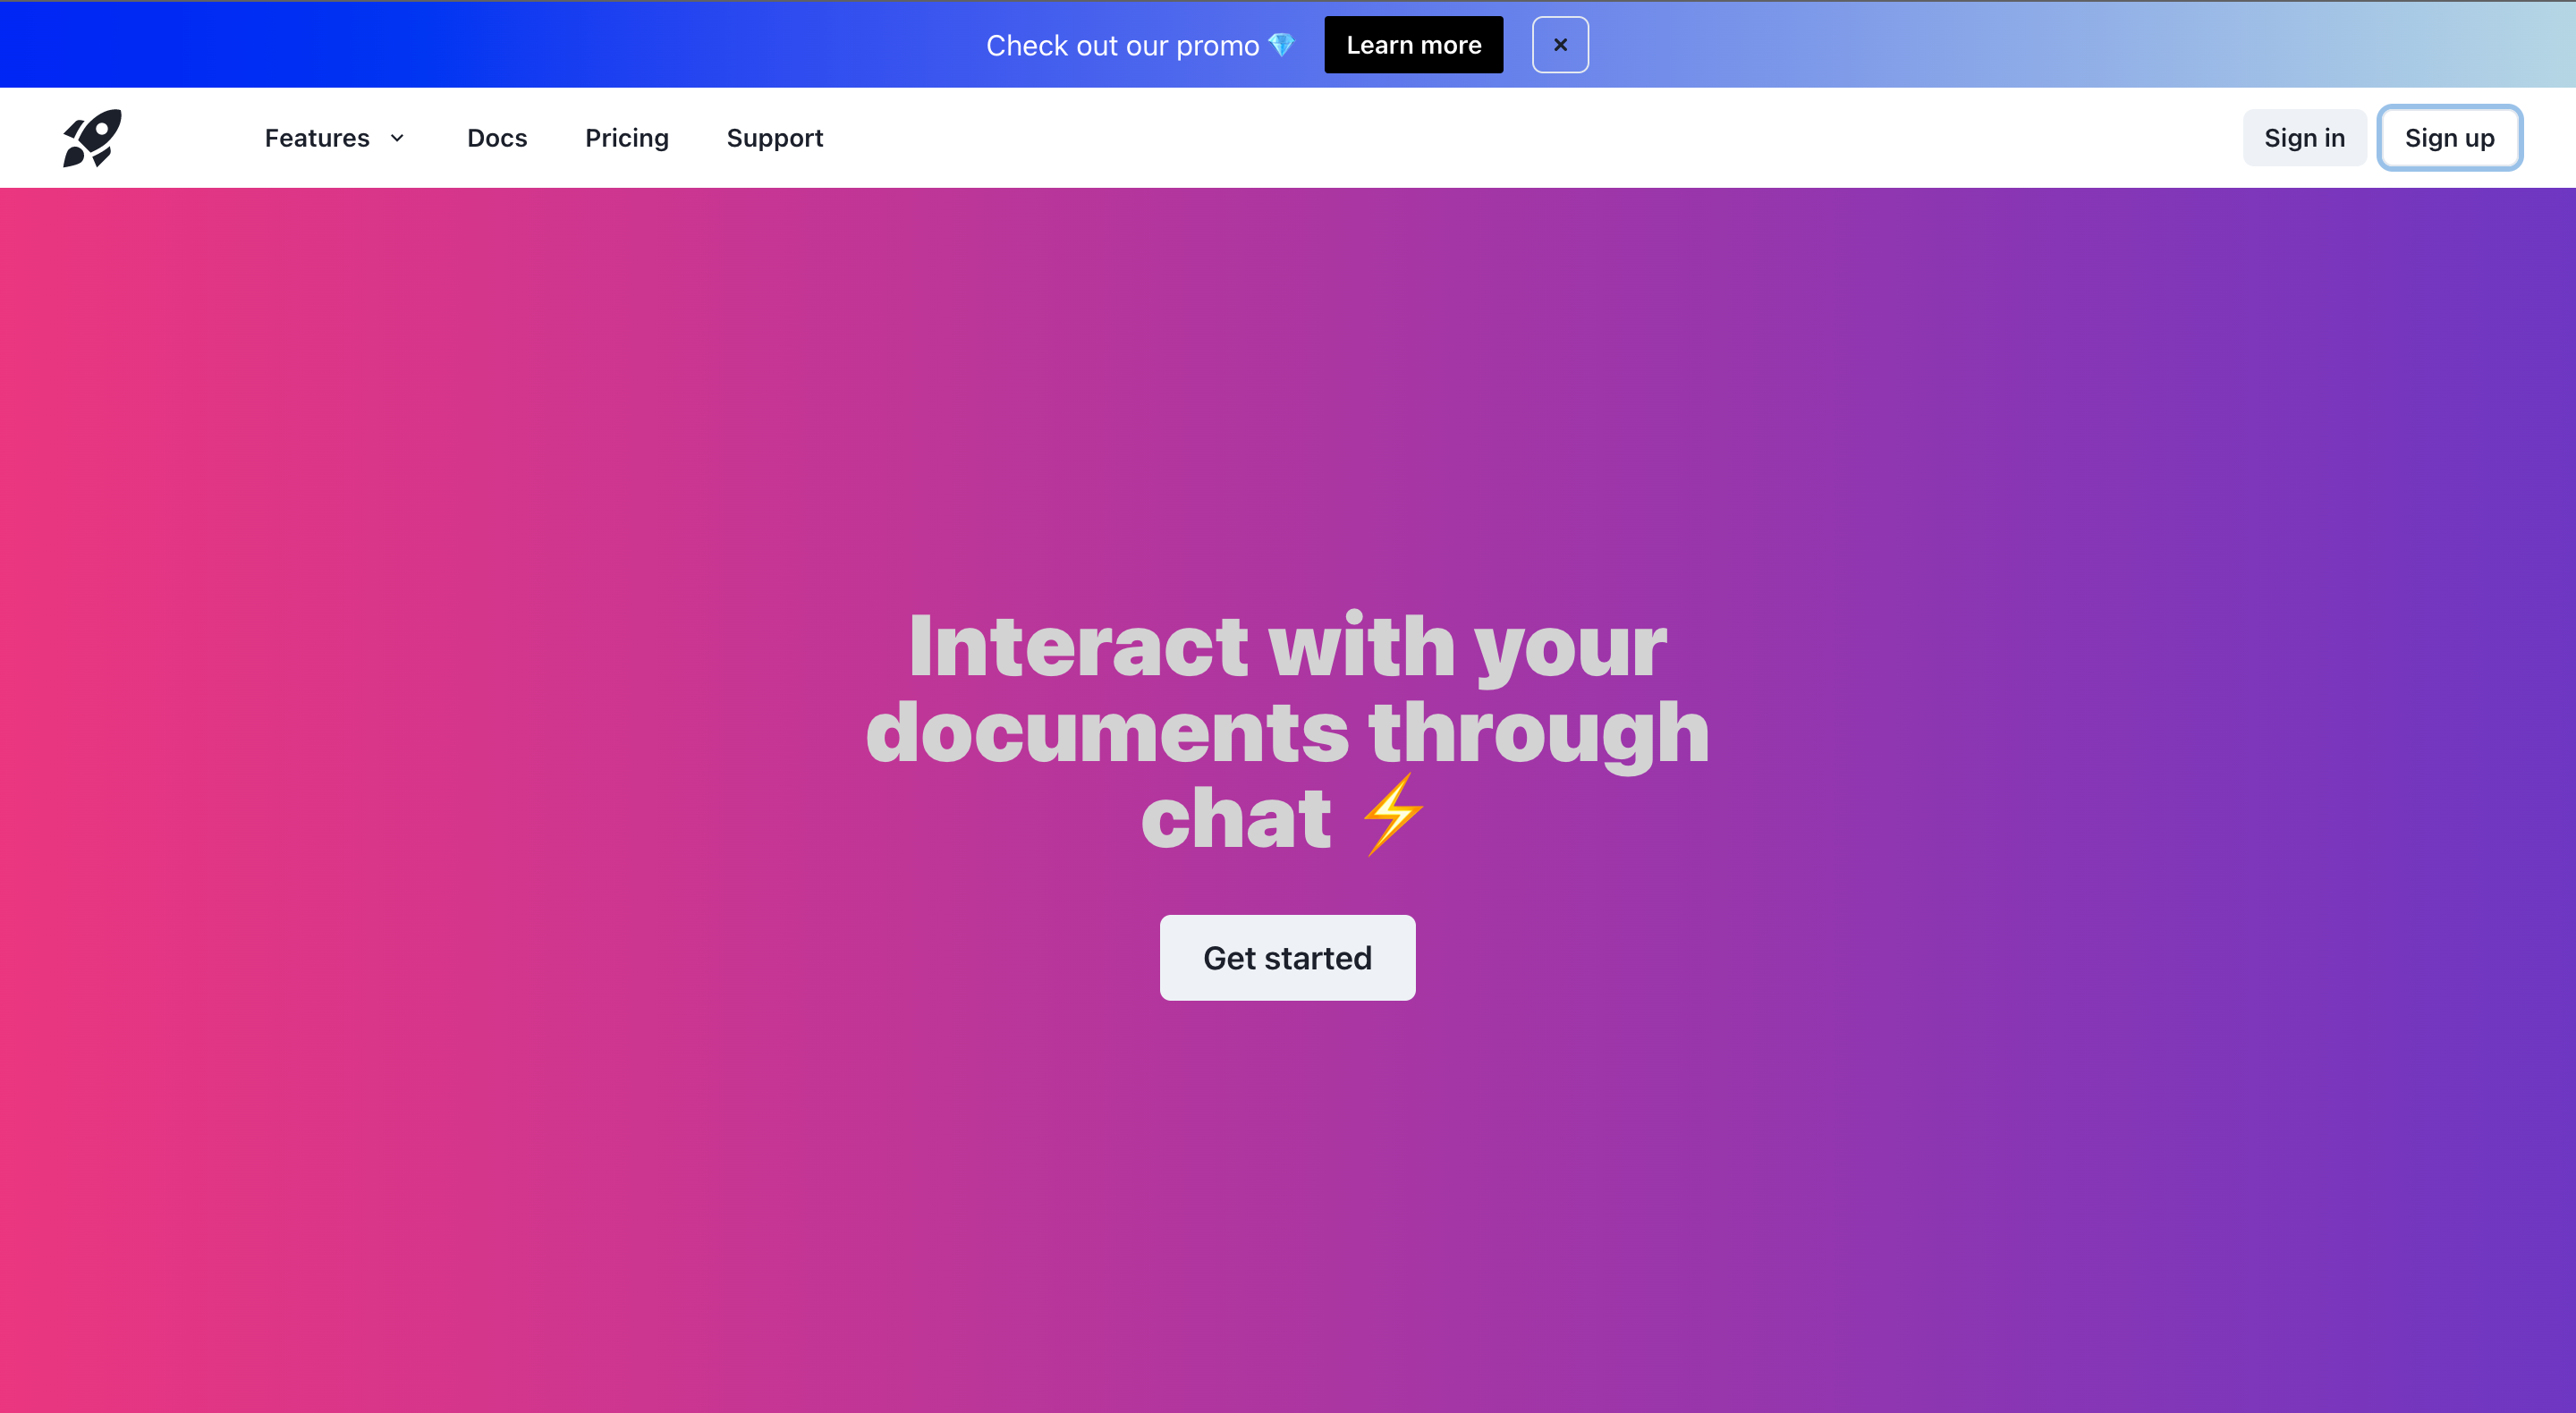 Check out our promo 💎 Learn more ×
Features Docs Pricing Support Sign in Sign up
Interact with your
documents through
chat ⚡
Get started